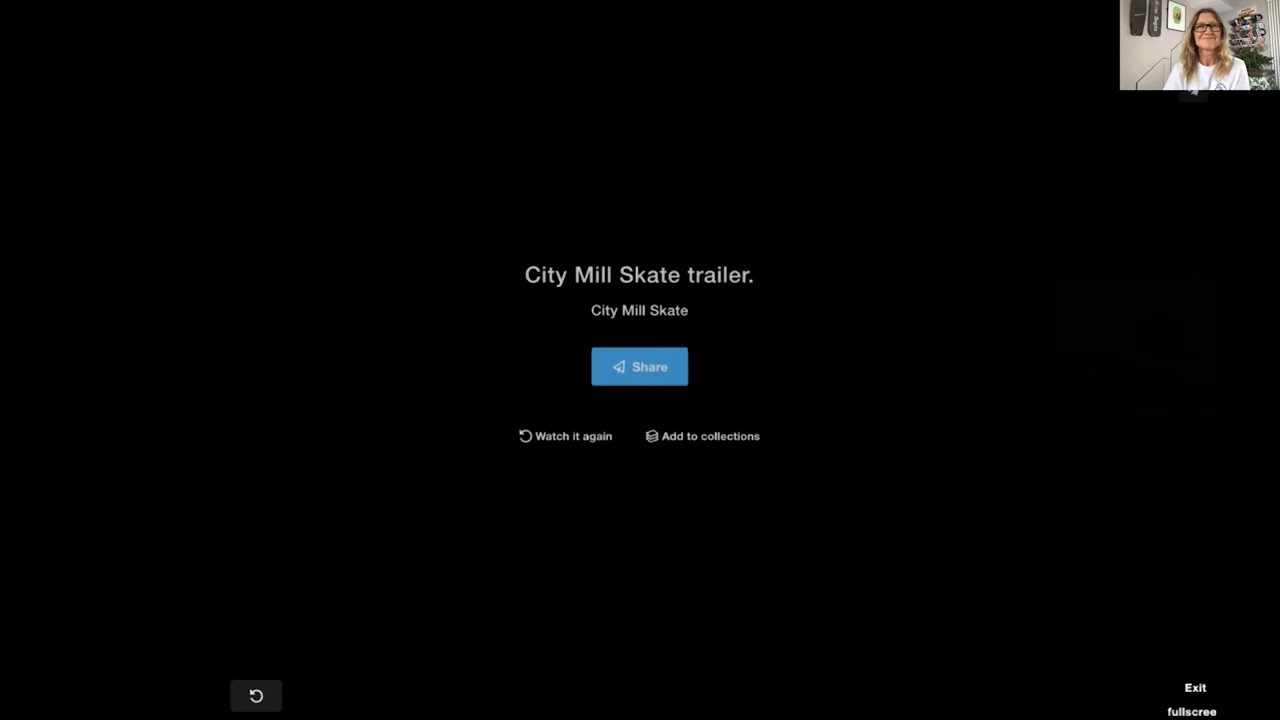 City Mill Skate trailer.
City Mill Skate
Share
Watch it again
Add to collections
Exit
fullscree